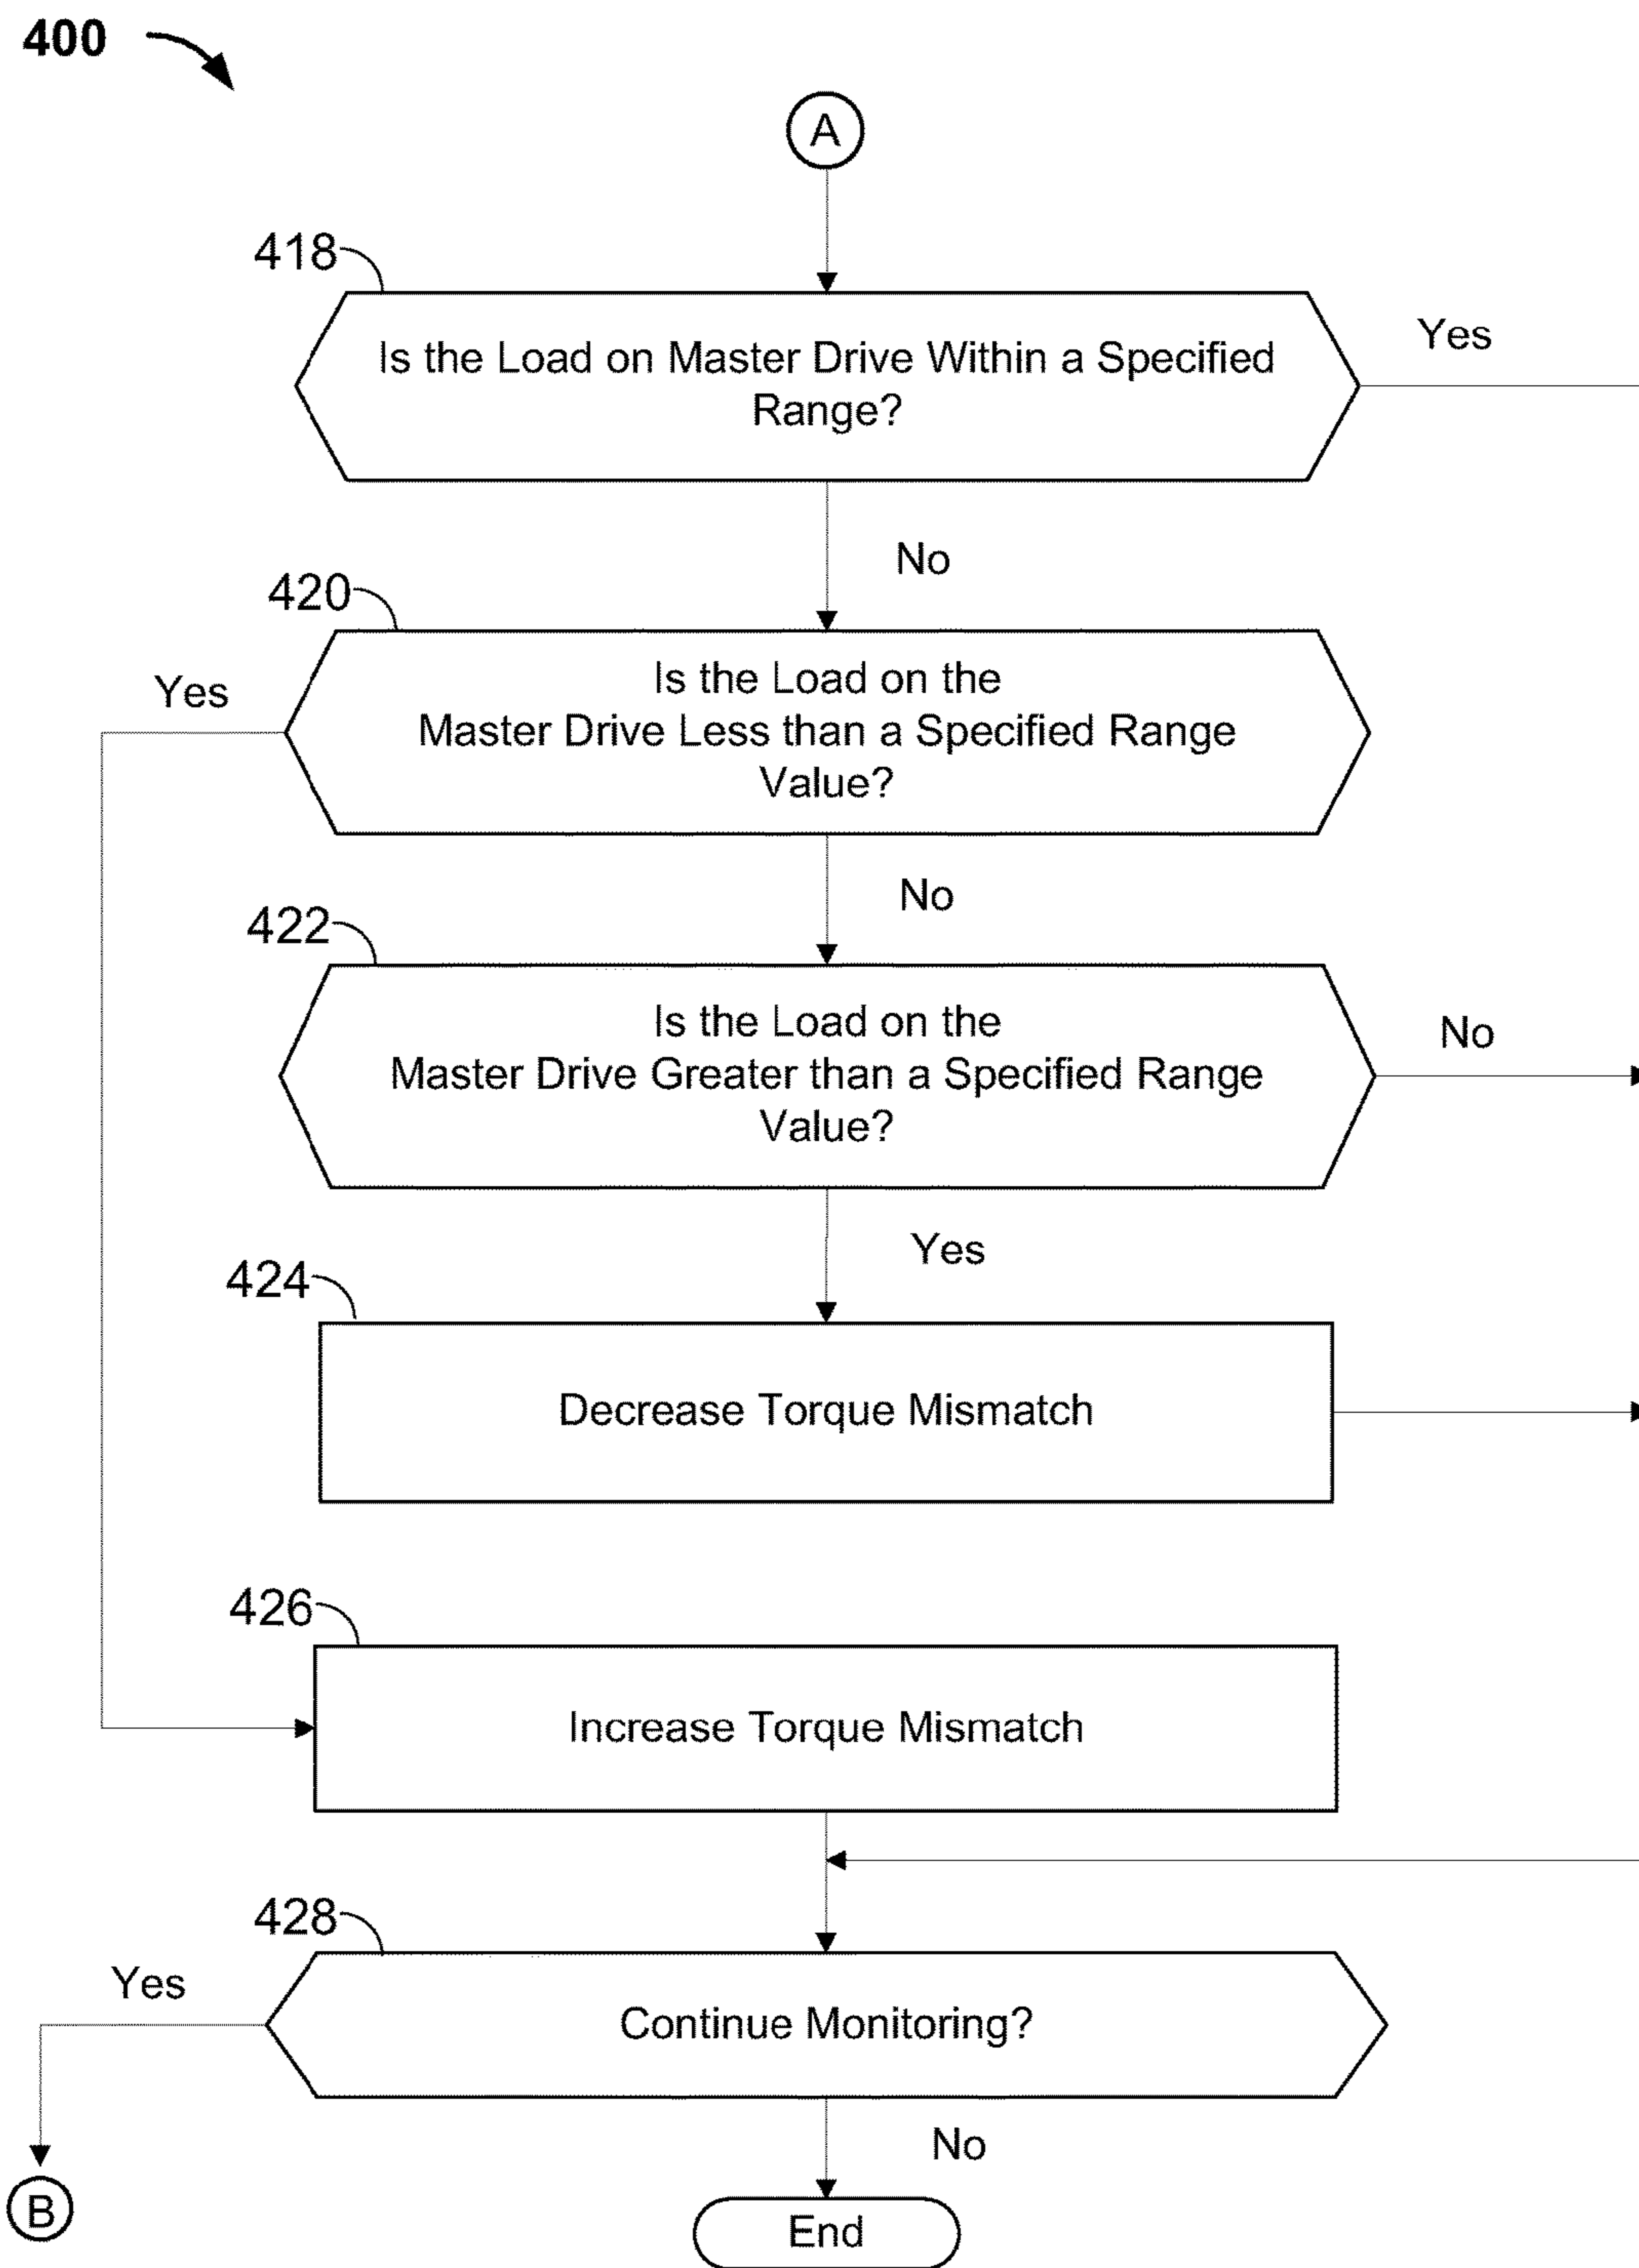 400
A
418
Yes
Is the Load on Master Drive Within a Specified
Range?
No
420
Yes
Is the Load on the
Master Drive Less than a Specified Range
Value?
No
422
Is the Load on the
Master Drive Greater than a Specified Range
Value?
No
Yes
424
Decrease Torque Mismatch
426
Increase Torque Mismatch
428
Yes
Continue Monitoring?
No
B
End